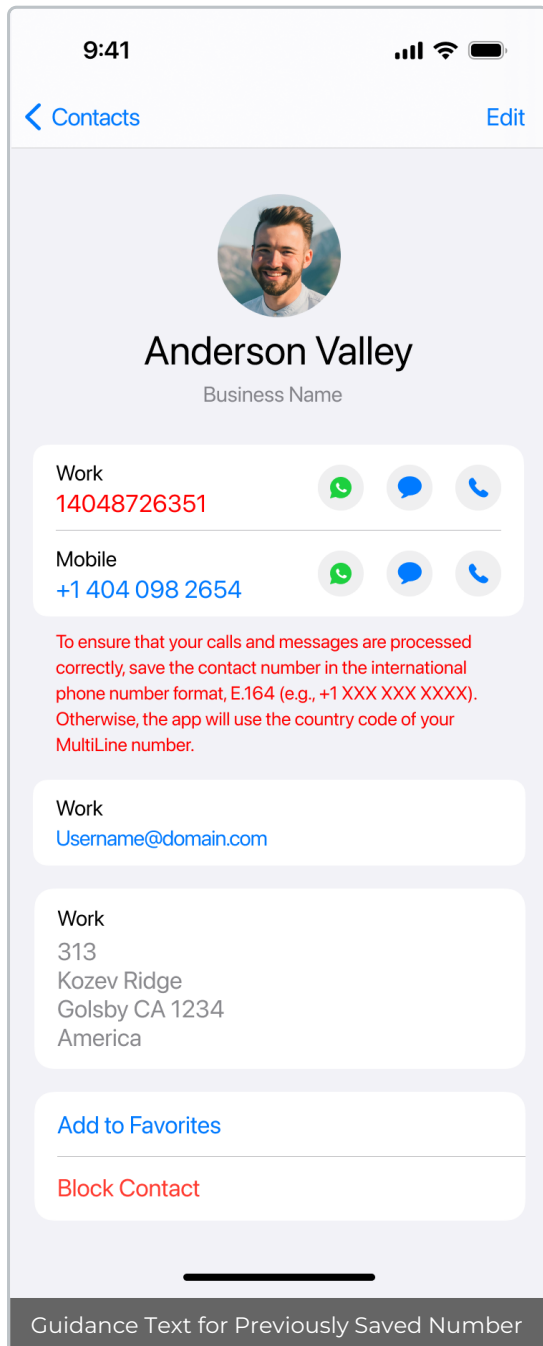 9:41
Contacts
Edit
Anderson Valley
Business Name
Work
14048726351
Mobile
+1 404 098 2654
To ensure that your calls and messages are processed
correctly, save the contact number in the international
phone number format, E.164 (e.g., +1 XXX XXX XXXX).
Otherwise, the app will use the country code of your
MultiLine number.
Work
Username@domain.com
Work
313
Kozev Ridge
Golsby CA 1234
America
Add to Favorites
Block Contact
Guidance Text for Previously Saved Number